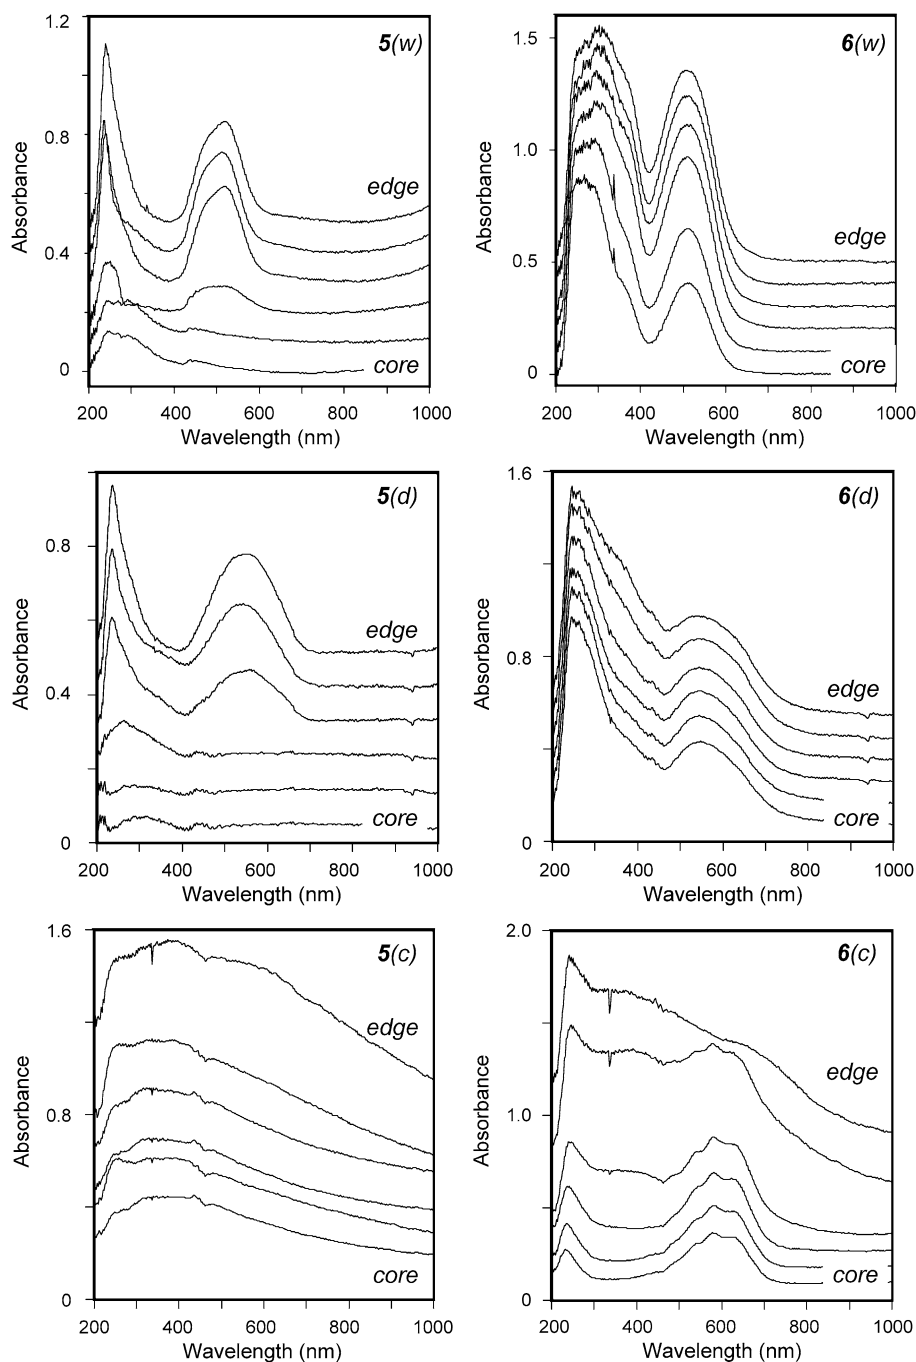 1.2
0.8
0.4
0
Absorbance
5(w)
edge
core
200 400 600 800 1000
Wavelength (nm)
1.5
1.0
0.5
0
Absorbance
6(w)
edge
core
200 400 600 800 1000
Wavelength (nm)
0.8
0.4
0
Absorbance
5(d)
edge
core
200 400 600 800 1000
Wavelength (nm)
1.6
0.8
0
Absorbance
6(d)
edge
core
200 400 600 800 1000
Wavelength (nm)
1.6
0.8
0
Absorbance
5(c)
edge
core
200 400 600 800 1000
Wavelength (nm)
2.0
1.0
0
Absorbance
6(c)
edge
core
200 400 600 800 1000
Wavelength (nm)